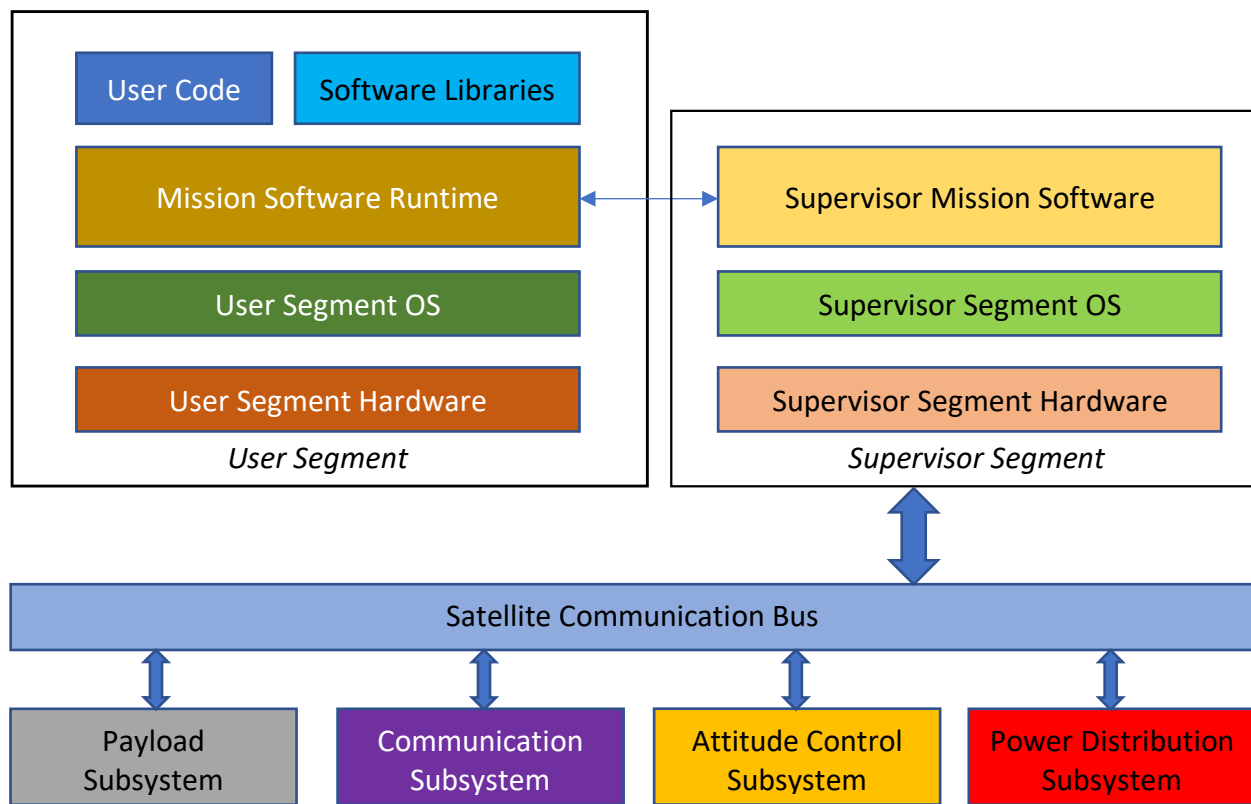 User Code
Software Libraries
Mission Software Runtime
User Segment OS
User Segment Hardware
User Segment
Supervisor Mission Software
Supervisor Segment OS
Supervisor Segment Hardware
Supervisor Segment
Satellite Communication Bus
Payload
Subsystem
Communication
Subsystem
Attitude Control
Subsystem
Power Distribution
Subsystem